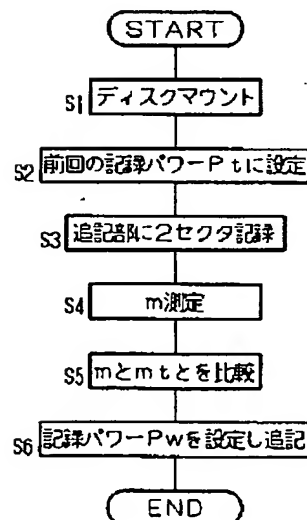 START
S1 ディスクマウント
S2 前回の記録パワーPtに設定
S3 追記部に2セクタ記録
S4 m測定
S5 mとmtとを比較
S6 記録パワーPwを設定し追記
END